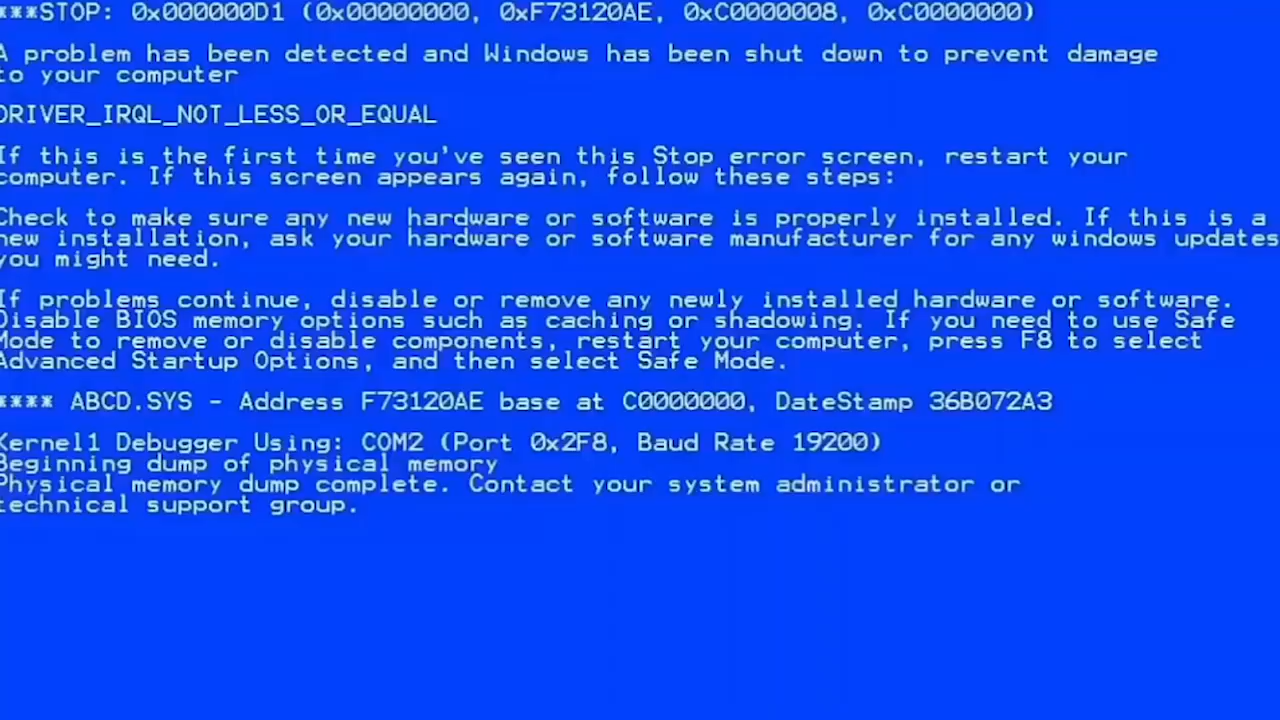 ***STOP: 0x000000D1 (0x00000000, 0xF73120AE, 0xC0000008, 0xC0000000)
A problem has been detected and Windows has been shut down to prevent damage
to your computer
DRIVER_IRQL_NOT_LESS_OR_EQUAL
If this is the first time you've seen this Stop error screen, restart your
computer. If this screen appears again, follow these steps:
Check to make sure any new hardware or software is properly installed. If this is a
new installation, ask your hardware or software manufacturer for any windows updates
you might need.
If problems continue, disable or remove any newly installed hardware or software.
Disable BIOS memory options such as caching or shadowing. If you need to use Safe
Mode to remove or disable components, restart your computer, press F8 to select
Advanced Startup Options, and then select Safe Mode.
**** ABCD.SYS - Address F73120AE base at C0000000, DateStamp 36B072A3
Kernel1 Debugger Using: COM2 (Port 0x2F8, Baud Rate 19200)
Beginning dump of physical memory
Physical memory dump complete. Contact your system administrator or
technical support group.